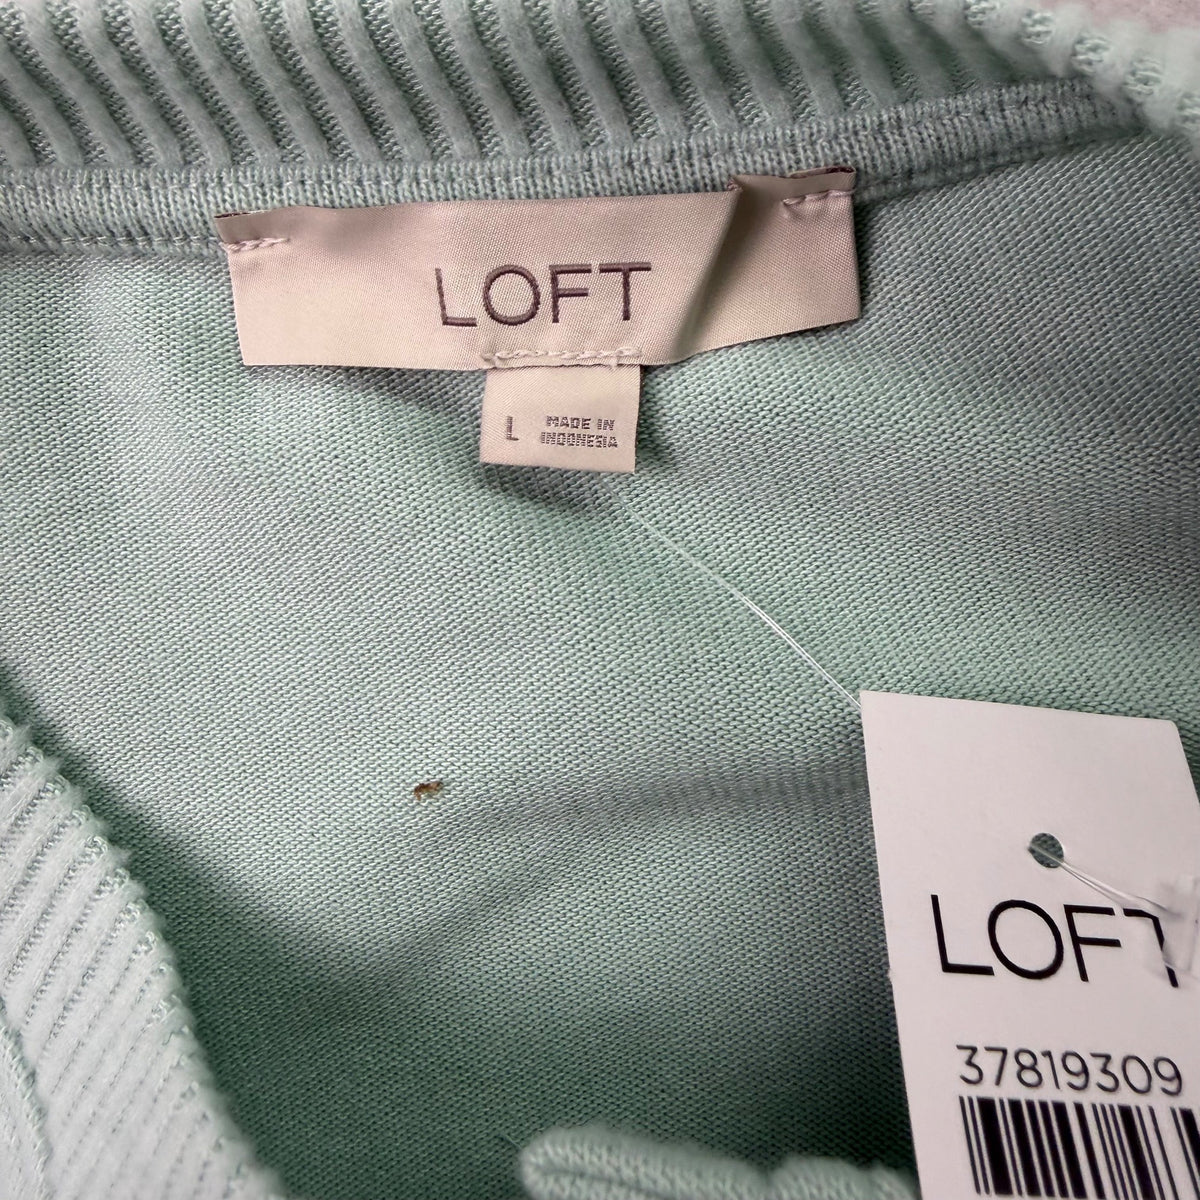 LOFT
L
MADE IN
INDONESIA
LOFT
37819309